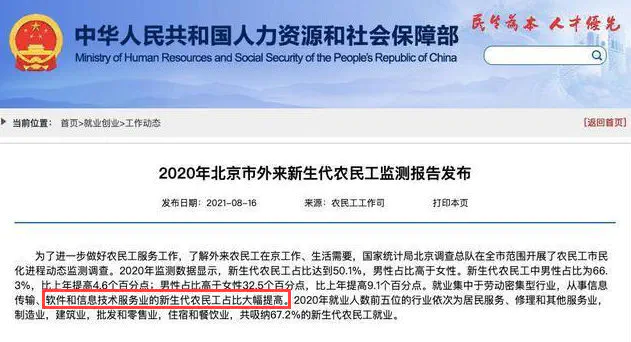 中华人民共和国人力资源和社会保障部
Ministry of Human Resources and Social Security of the People's Republic of China
民生为本 人才优先
当前位置： 首页>就业创业>工作动态
[返回首页]
2020年北京市外来新生代农民工监测报告发布
发布日期：2021-08-16 来源：农民工工作司 打印本页
为了进一步做好农民工服务工作，了解外来农民工在京工作、生活需要，国家统计局北京调查总队在全市范围开展了农民工市民
化进程动态监测调查。2020年监测数据显示，新生代农民工占比达到50.1%，男性占比高于女性。新生代农民工中男性占比为66.
3%，比上年提高4.6个百分点；男性占比高于女性32.5个百分点，比上年提高9.1个百分点。就业集中于劳动密集型行业，从事信息
传输、软件和信息技术服务业的新生代农民工占比大幅提高。2020年就业人数前五位的行业依次为居民服务、修理和其他服务业，
制造业，建筑业，批发和零售业，住宿和餐饮业，共吸纳67.2%的新生代农民工就业。